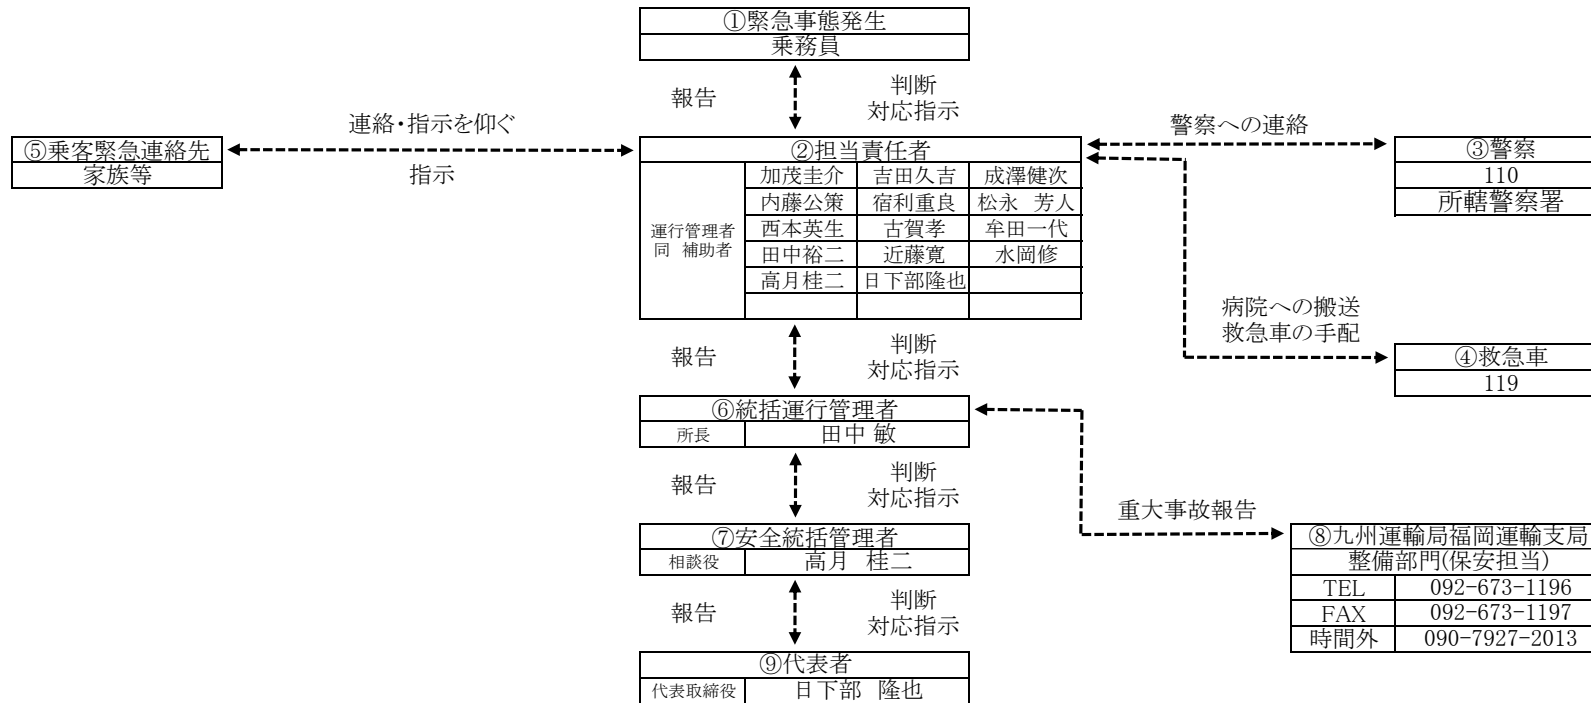 ①緊急事態発生
乗務員
報告
判断
対応指示
連絡・指示を仰ぐ
指示
⑤乗客緊急連絡先
家族等
②担当責任者
運行管理者
同 補助者
加茂圭介 吉田久吉 成澤健次
内藤公策 宿利重良 松永 芳人
西本英生 古賀孝 牟田一代
田中裕二 近藤寛 水岡修
高月桂二 日下部隆也
警察への連絡
③警察
110
所轄警察署
病院への搬送
救急車の手配
④救急車
119
報告
判断
対応指示
⑥統括運行管理者
所長 田中 敏
報告
判断
対応指示
重大事故報告
⑦安全統括管理者
相談役 高月 桂二
⑧九州運輸局福岡運輸支局
整備部門(保安担当)
TEL 092-673-1196
FAX 092-673-1197
時間外 090-7927-2013
報告
判断
対応指示
⑨代表者
代表取締役 日下部 隆也